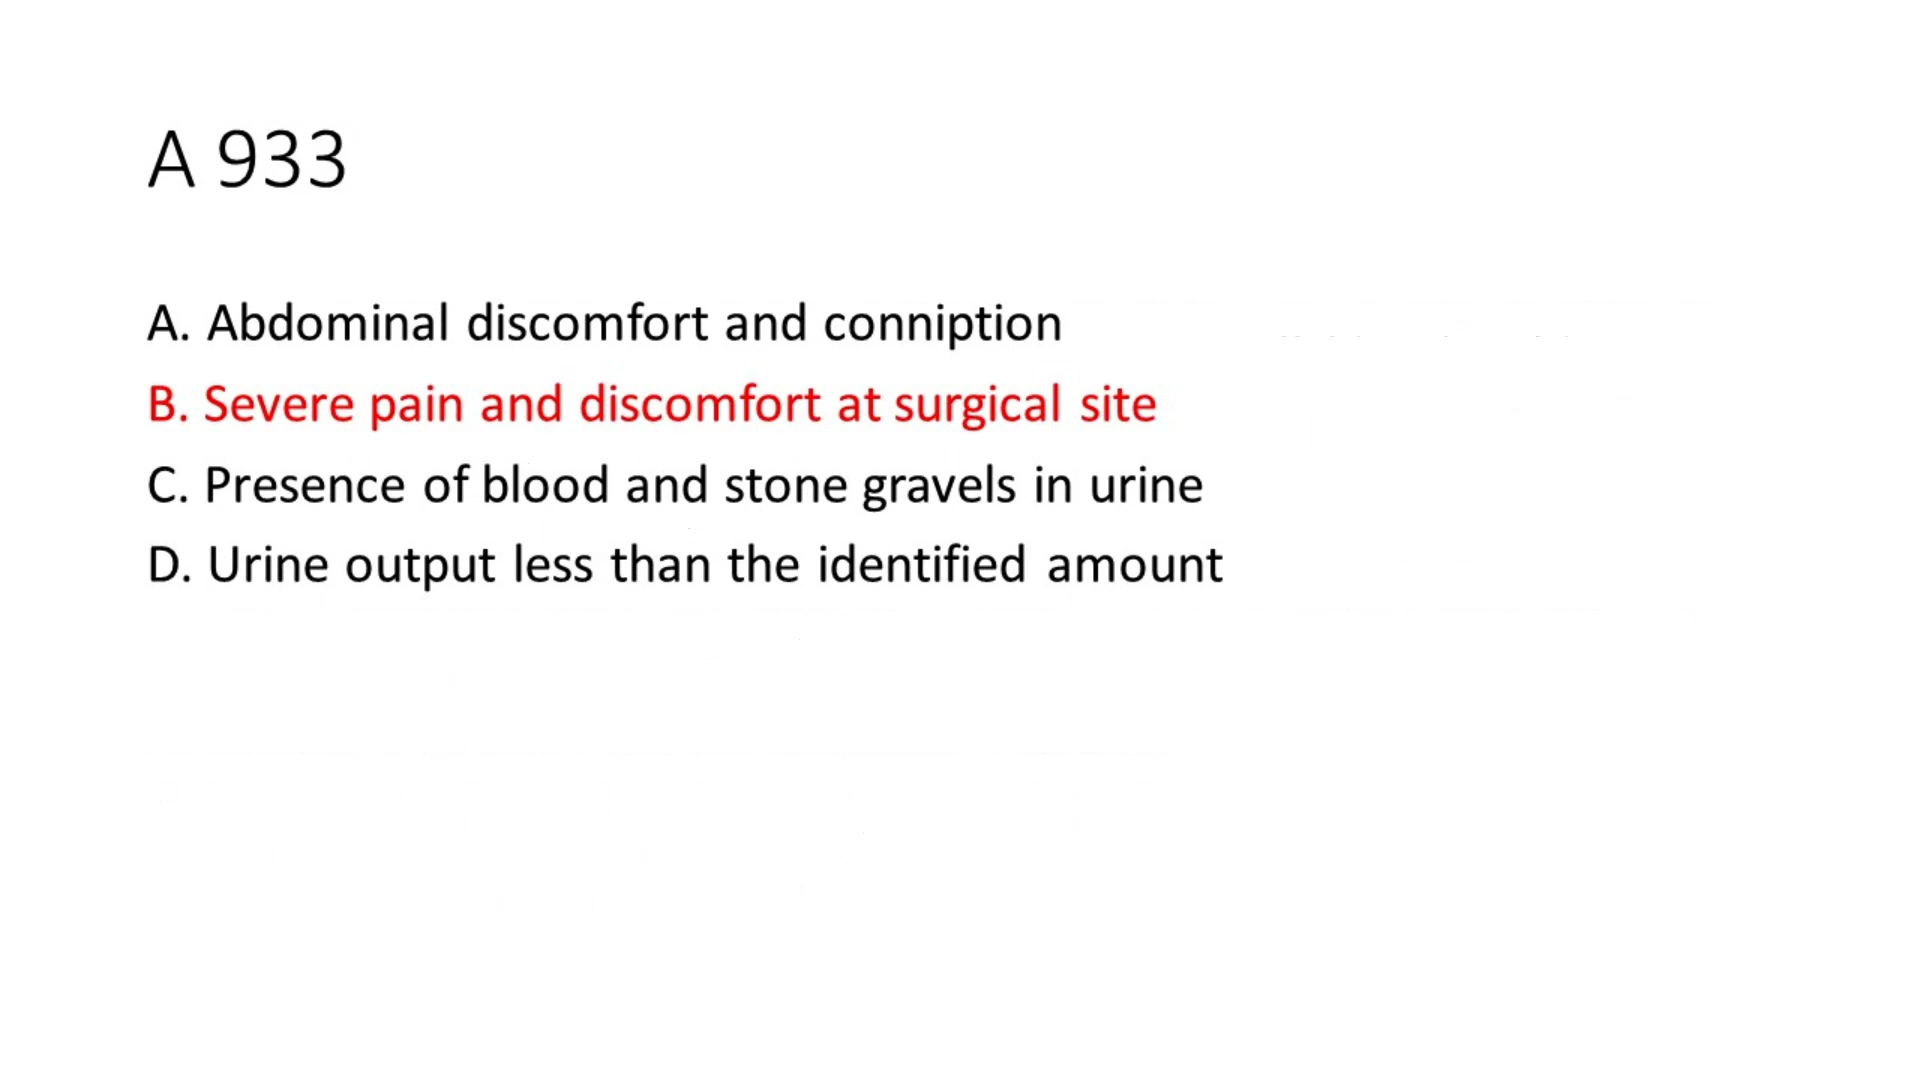 A 933
A. Abdominal discomfort and conniption
B. Severe pain and discomfort at surgical site
C. Presence of blood and stone gravels in urine
D. Urine output less than the identified amount